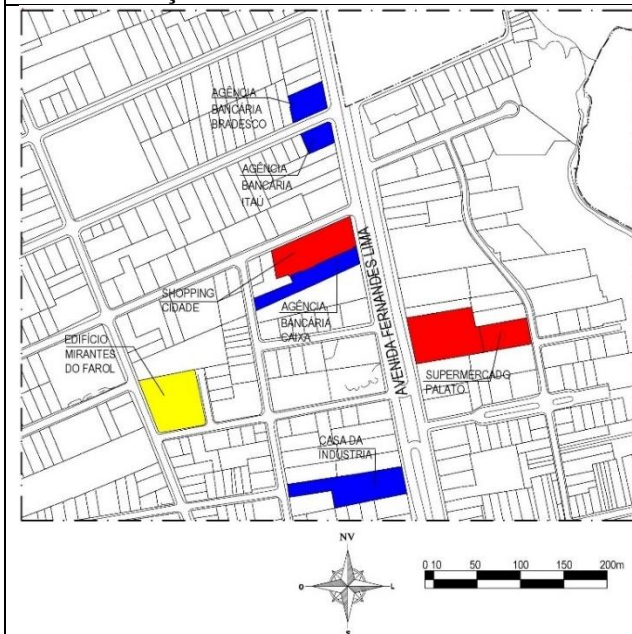 AGÊNCIA
BANCÁRIA
BRADESCO
AGÊNCIA
BANCÁRIA
ITAÚ
AVENIDA FERNANDES LIMA
SHOPPING
CIDADE
AGÊNCIA
BANCÁRIA
CAIXA
EDIFÍCIO
MIRANTES
DO FAROL
SUPERMERCADO
PALATO
CASA DA
INDÚSTRIA
NV
O
L
S
0 10 50 100 150 200m